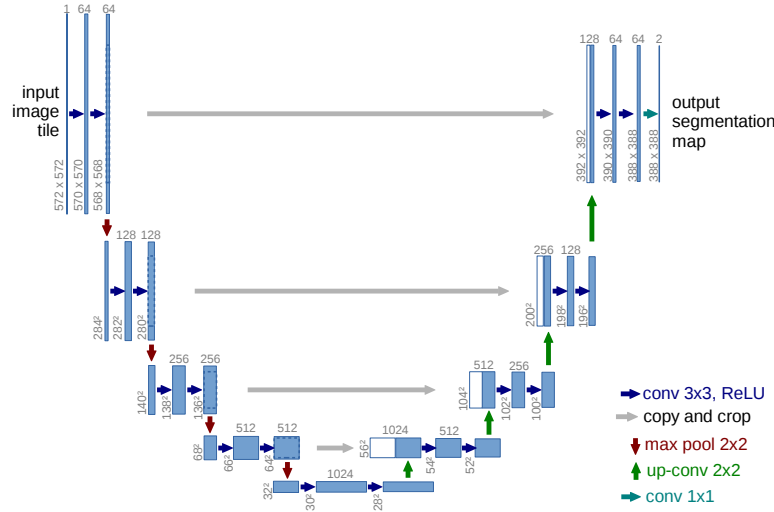 1
64
64
input
image
tile
572 x 572
570 x 570
568 x 568
128
64
64
2
output
segmentation
map
392 x 392
390 x 390
388 x 388
388 x 388
128
128
284²
282²
280²
256
128
200²
198²
196²
256
256
140²
138²
136²
512
256
104²
102²
100²
512
512
68²
66²
64²
1024
512
56²
54²
52²
1024
32²
30²
28²
conv 3x3, ReLU
copy and crop
max pool 2x2
up-conv 2x2
conv 1x1